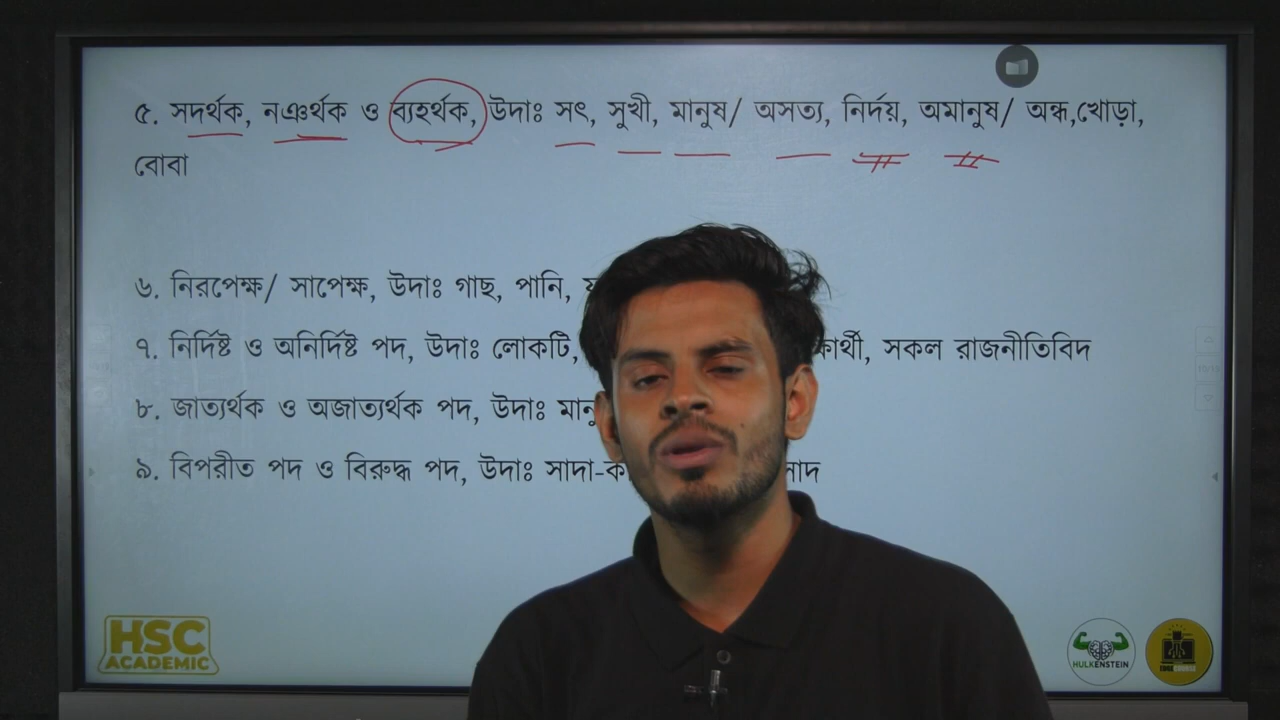 ৫. সদর্থক, নঞর্থক ও ব্যহর্থক, উদাঃ সৎ, সুখী, মানুষ/ অসত্য, নির্দয়, অমানুষ/ অন্ধ,খোড়া,
বোবা
৬. নিরপেক্ষ/ সাপেক্ষ, উদাঃ গাছ, পানি,
৭. নির্দিষ্ট ও অনির্দিষ্ট পদ, উদাঃ লোকটি, সকল রাজনীতিবিদ
৮. জাত্যর্থক ও অজাত্যর্থক পদ, উদাঃ
৯. বিপরীত পদ ও বিরুদ্ধ পদ, উদাঃ
HSC
ACADEMIC
HULKENSTEIN